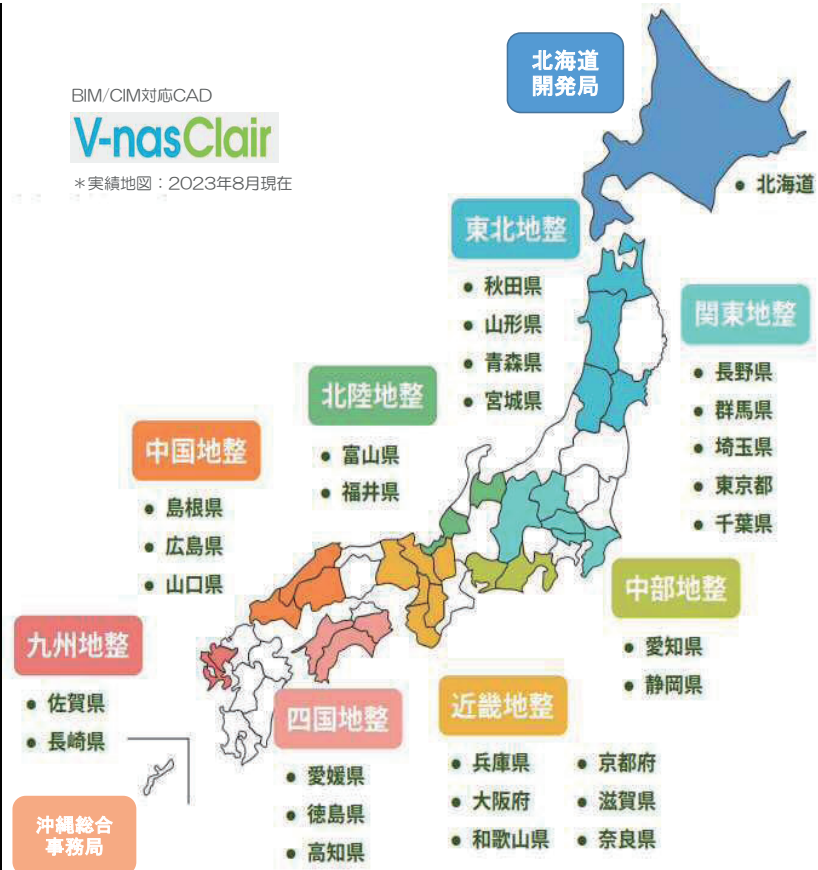 BIM/CIM対応CAD
V-nasClair
＊実績地図：2023年8月現在
北海道
開発局
● 北海道
東北地整
● 秋田県
● 山形県
● 青森県
● 宮城県
関東地整
● 長野県
● 群馬県
● 埼玉県
● 東京都
● 千葉県
北陸地整
● 富山県
● 福井県
中国地整
● 島根県
● 広島県
● 山口県
中部地整
● 愛知県
● 静岡県
九州地整
● 佐賀県
● 長崎県
四国地整
● 愛媛県
● 徳島県
● 高知県
近畿地整
● 兵庫県 ● 京都府
● 大阪府 ● 滋賀県
● 和歌山県 ● 奈良県
沖縄総合
事務局